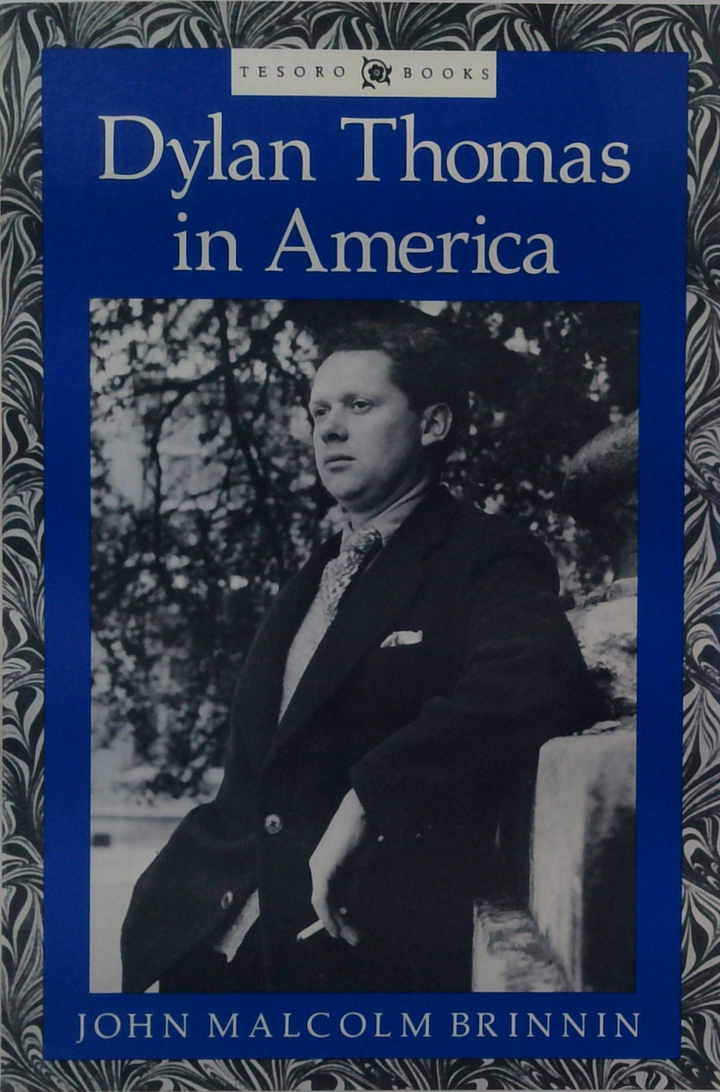 TESORO BOOKS
Dylan Thomas
in America
JOHN MALCOLM BRINNIN